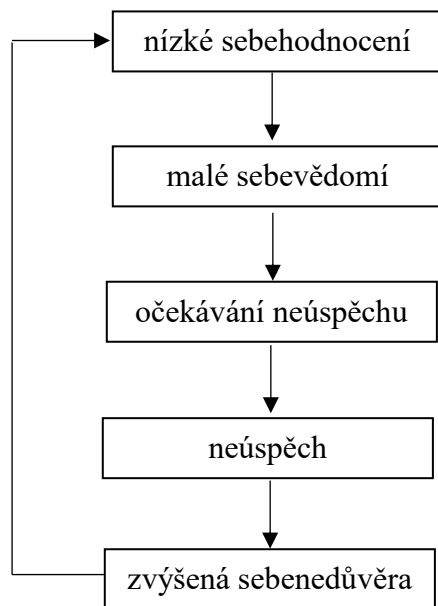 nízké sebehodnocení
malé sebevědomí
očekávání neúspěchu
neúspěch
zvýšená sebenedůvěra